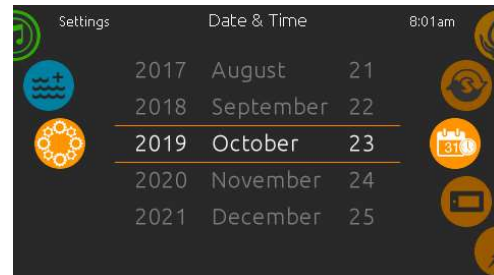 Settings Date & Time 8:01am
2017 August 21
2018 September 22
2019 October 23
2020 November 24
2021 December 25
31